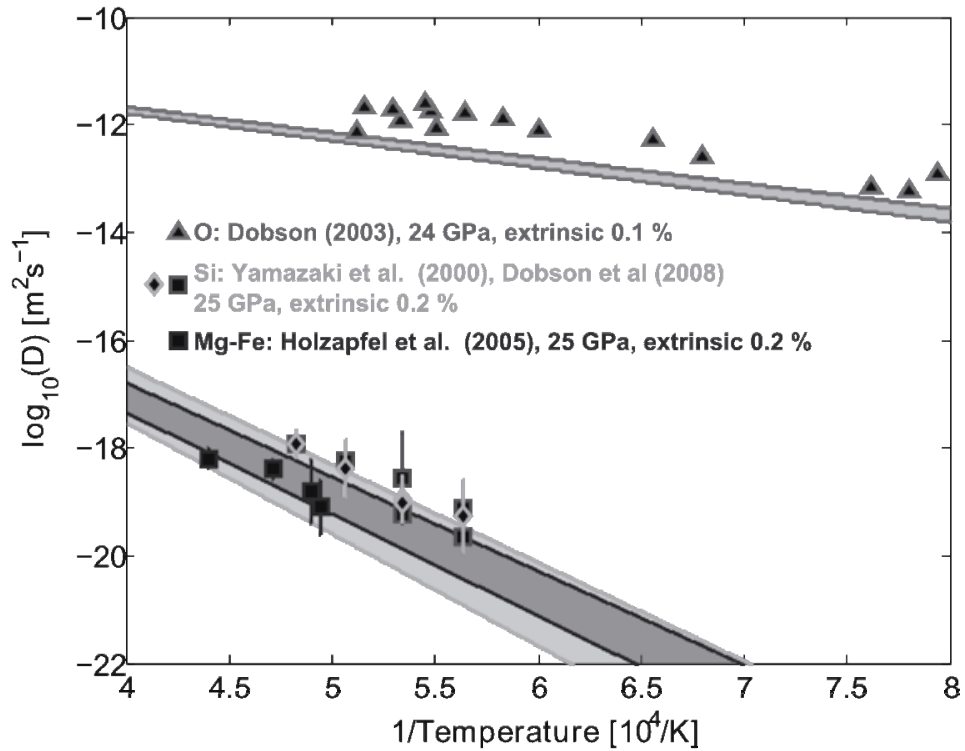 −10
−12
−14
−16
−18
−20
−22
log10(D) [m2s−1]
O: Dobson (2003), 24 GPa, extrinsic 0.1 %
Si: Yamazaki et al. (2000), Dobson et al (2008)
25 GPa, extrinsic 0.2 %
Mg-Fe: Holzapfel et al. (2005), 25 GPa, extrinsic 0.2 %
4 4.5 5 5.5 6 6.5 7 7.5 8
1/Temperature [10^4/K]